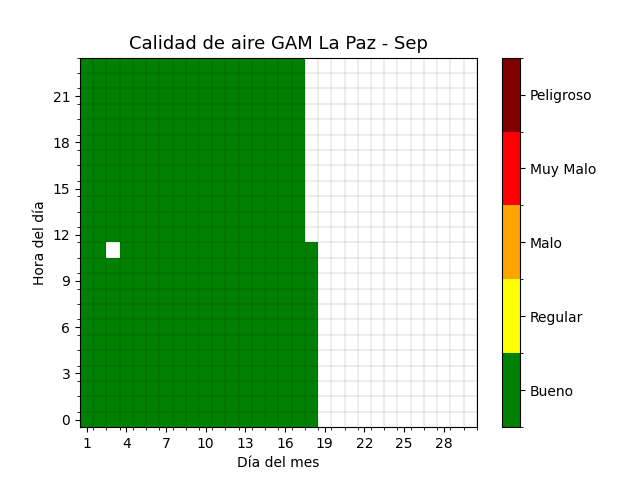 Calidad de aire GAM La Paz - Sep
21
18
15
12
9
6
3
0
Hora del día
1 4 7 10 13 16 19 22 25 28
Día del mes
Peligroso
Muy Malo
Malo
Regular
Bueno